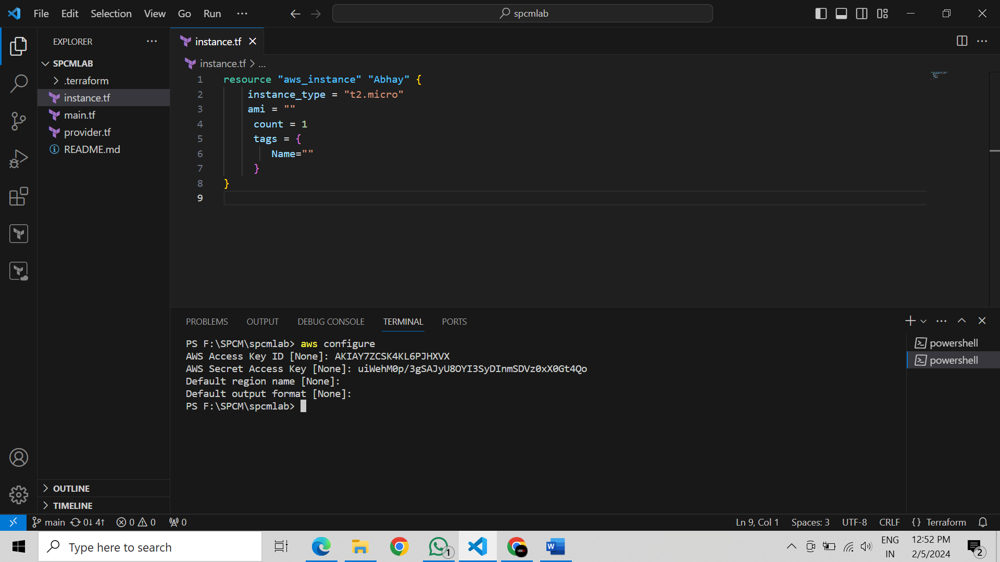 File Edit Selection View Go Run ... spcmlab
EXPLORER ...
SPCMLAB
.terraform
instance.tf
main.tf
provider.tf
README.md
OUTLINE
TIMELINE
instance.tf
instance.tf > ...
1 resource "aws_instance" "Abhay" {
2 instance_type = "t2.micro"
3 ami = ""
4 count = 1
5 tags = {
6 Name=""
7 }
8 }
9
PROBLEMS OUTPUT DEBUG CONSOLE TERMINAL PORTS
PS F:\SPCM\spcmlab> aws configure
AWS Access Key ID [None]: AKIAY7ZCSK4KL6PJHXVX
AWS Secret Access Key [None]: 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
Default region name [None]:
Default output format [None]:
PS F:\SPCM\spcmlab>
powershell
powershell
main 0↓ 4↑ 0 0 0 Ln 9, Col 1 Spaces: 3 UTF-8 CRLF {} Terraform
Type here to search 1 W ENG 12:52 PM
IN 2/5/2024 2